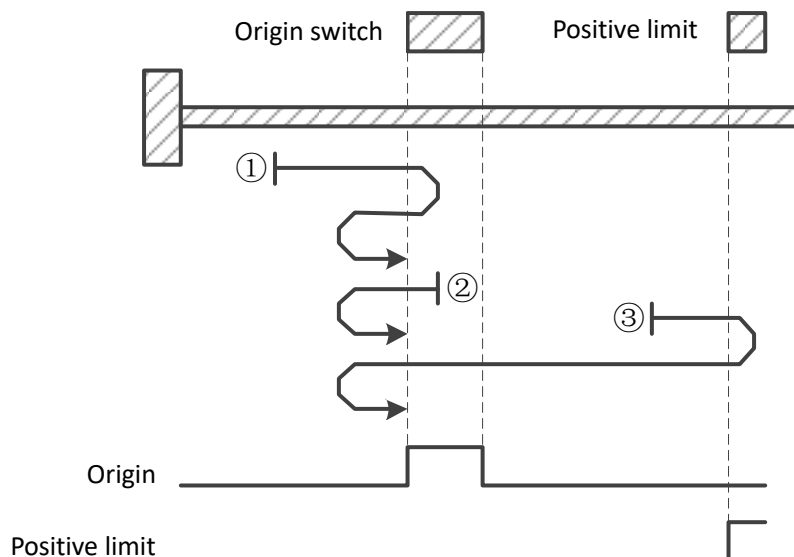 Origin switch
Positive limit
①
②
③
Origin
Positive limit